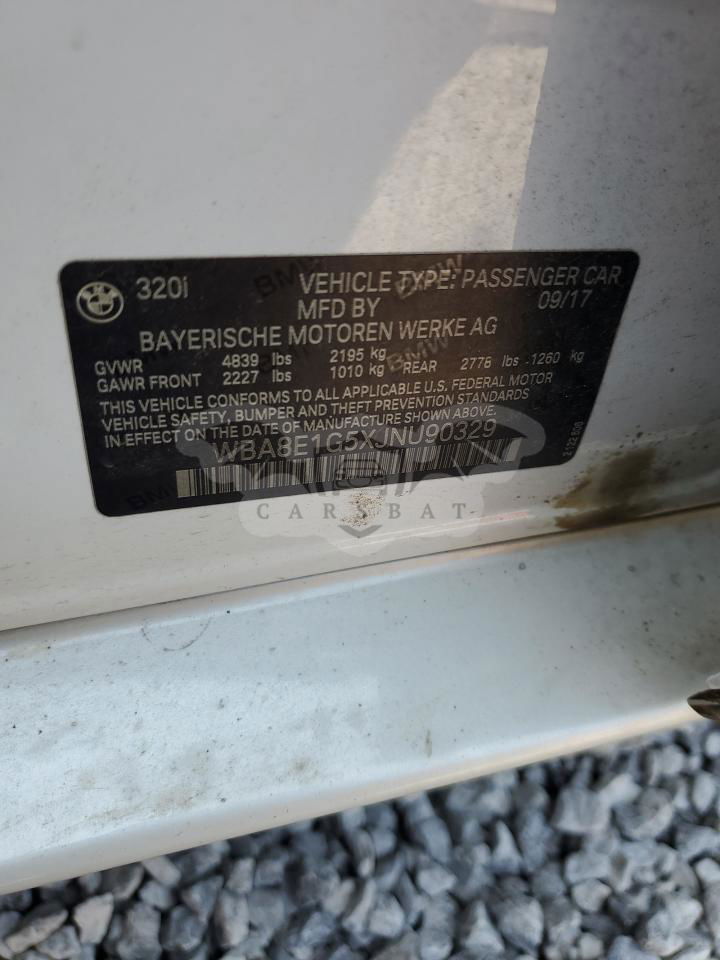 320i VEHICLE TYPE: PASSENGER CAR
MFD BY 09/17
BAYERISCHE MOTOREN WERKE AG
GVWR 4839 lbs 2195 kg
GAWR FRONT 2227 lbs 1010 kg REAR 2778 lbs -1260 kg
THIS VEHICLE CONFORMS TO ALL APPLICABLE U.S. FEDERAL MOTOR
VEHICLE SAFETY, BUMPER AND THEFT PREVENTION STANDARDS
IN EFFECT ON THE DATE OF MANUFACTURE SHOWN ABOVE.
WBA8E1G5XJNU90329
BMW
CARSBAT